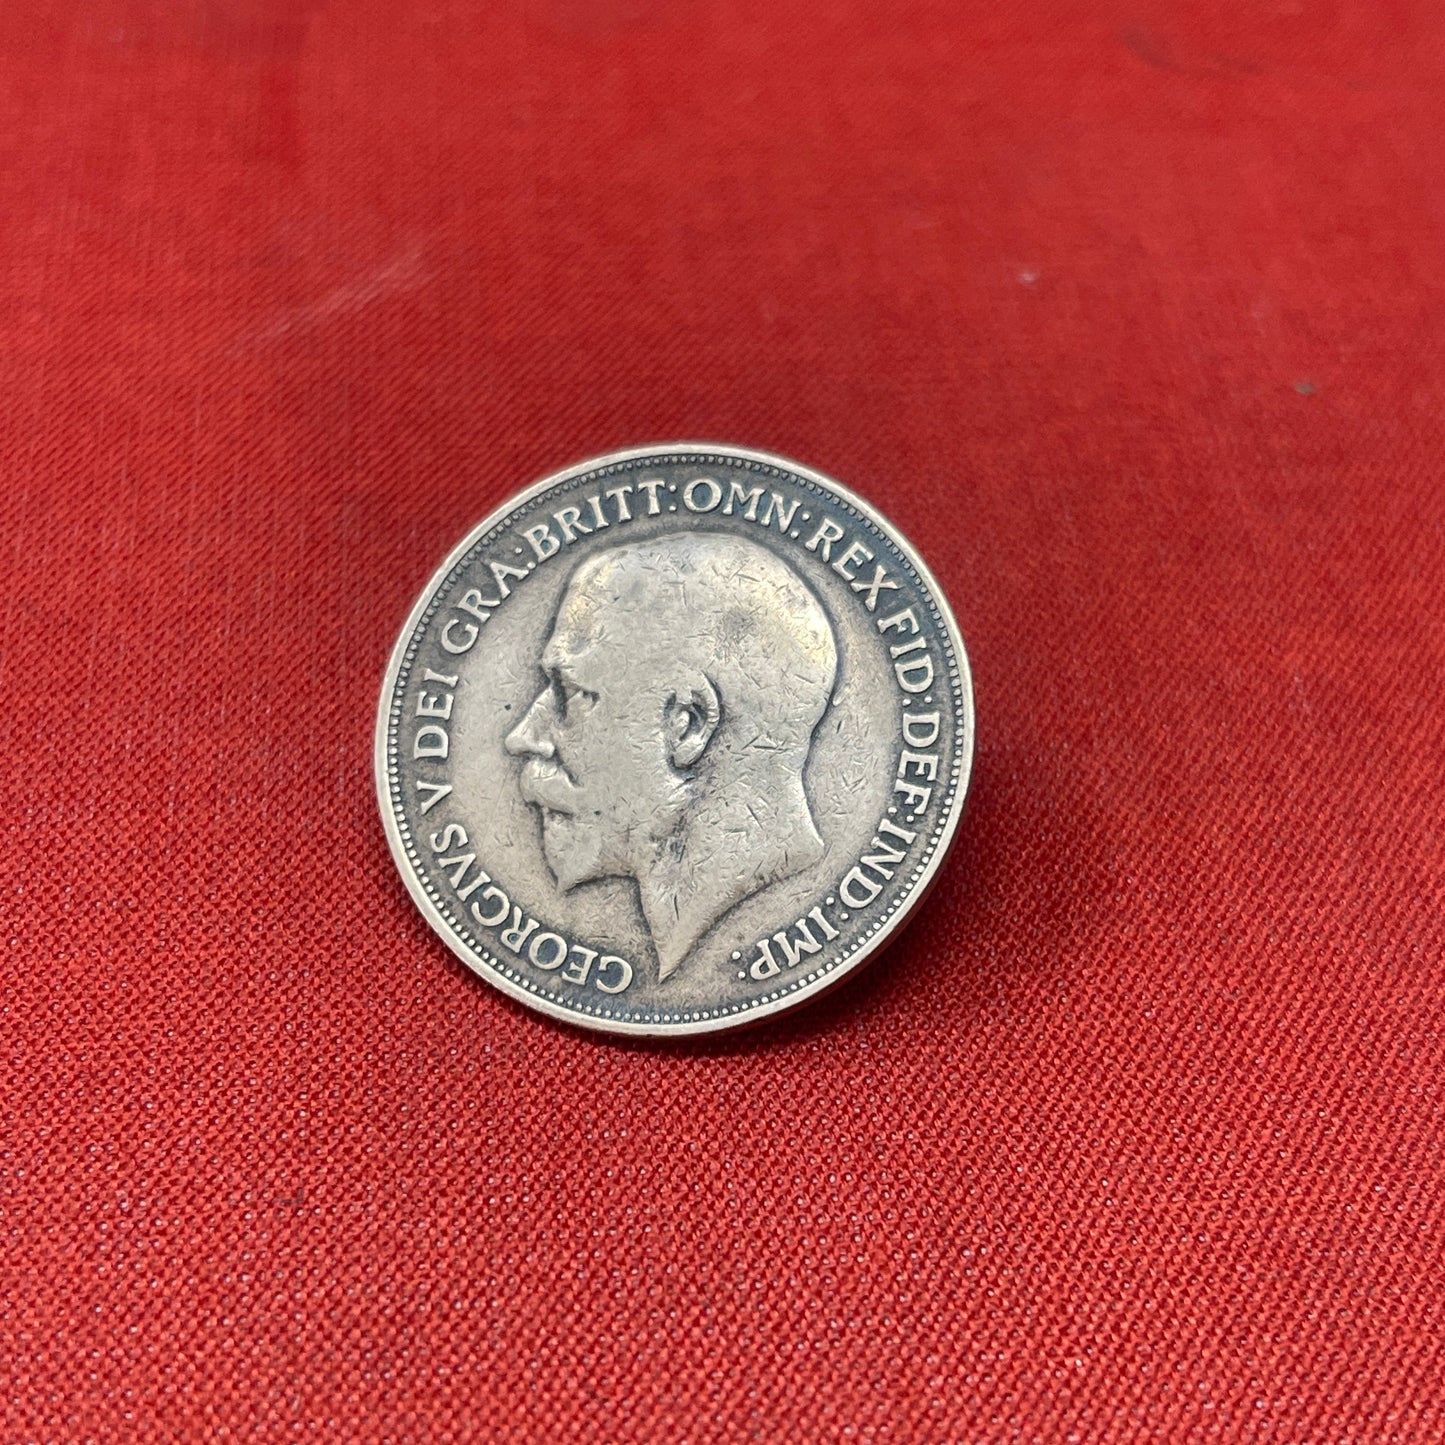 GEORGIVS V DEI GRA: BRITT: OMN: REX FID: DEF: IND: IMP: